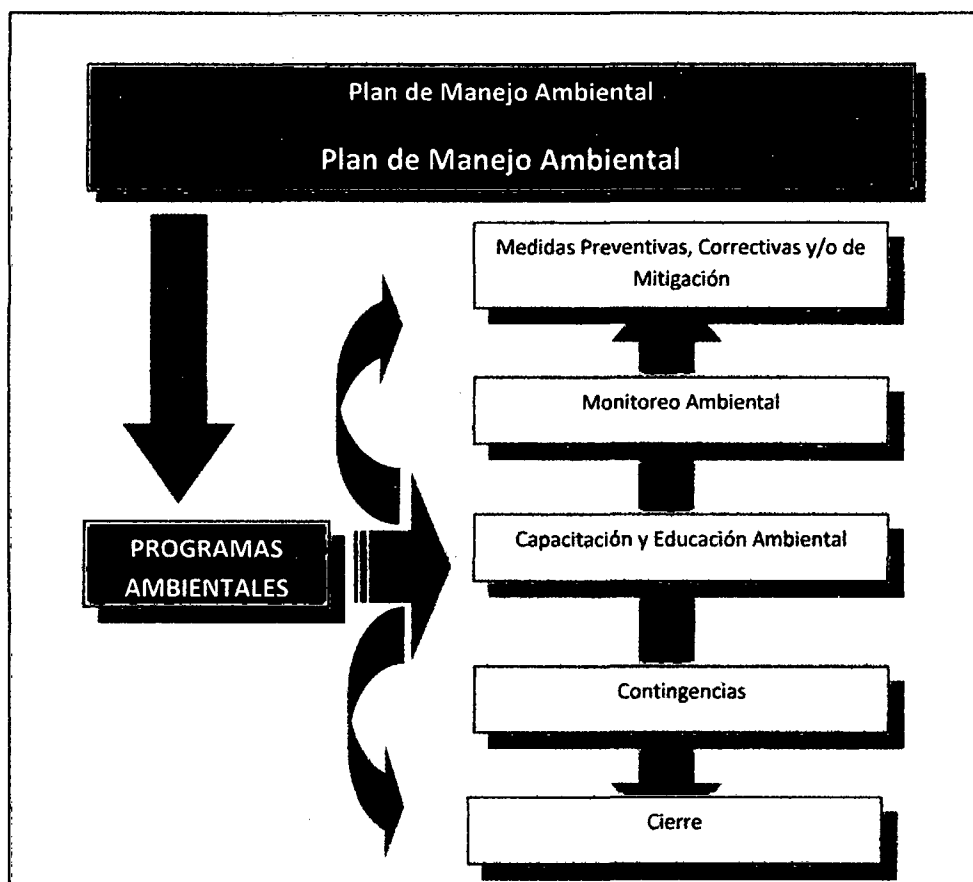 Plan de Manejo Ambiental
Plan de Manejo Ambiental
Medidas Preventivas, Correctivas y/o de
Mitigación
Monitoreo Ambiental
PROGRAMAS
AMBIENTALES
Capacitación y Educación Ambiental
Contingencias
Cierre